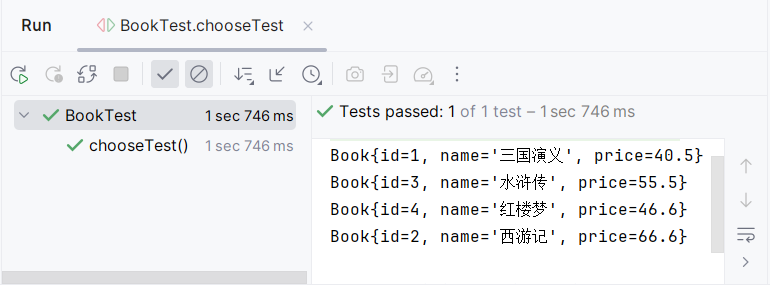 Run BookTest.chooseTest
BookTest 1 sec 746 ms
chooseTest() 1 sec 746 ms
Tests passed: 1 of 1 test – 1 sec 746 ms
Book{id=1, name='三国演义', price=40.5}
Book{id=3, name='水浒传', price=55.5}
Book{id=4, name='红楼梦', price=46.6}
Book{id=2, name='西游记', price=66.6}